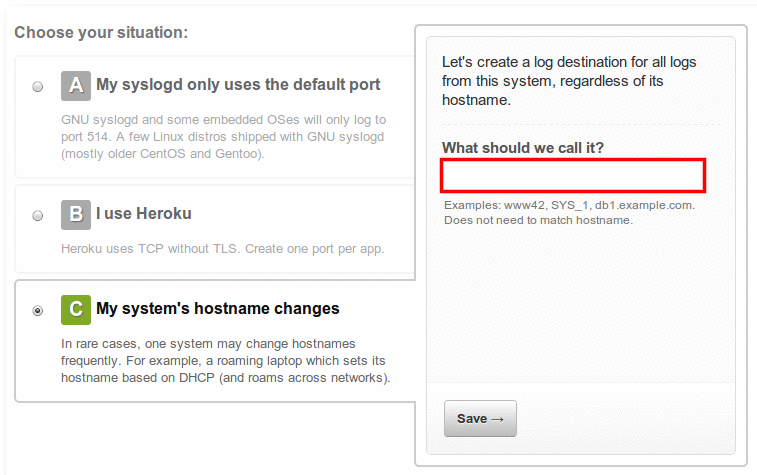 Choose your situation:
A My syslogd only uses the default port
GNU syslogd and some embedded OSes will only log to
port 514. A few Linux distros shipped with GNU syslogd
(mostly older CentOS and Gentoo).
B I use Heroku
Heroku uses TCP without TLS. Create one port per app.
C My system's hostname changes
In rare cases, one system may change hostnames
frequently. For example, a roaming laptop which sets its
hostname based on DHCP (and roams across networks).
Let's create a log destination for all logs
from this system, regardless of its
hostname.
What should we call it?
Examples: www42, SYS_1, db1.example.com.
Does not need to match hostname.
Save →